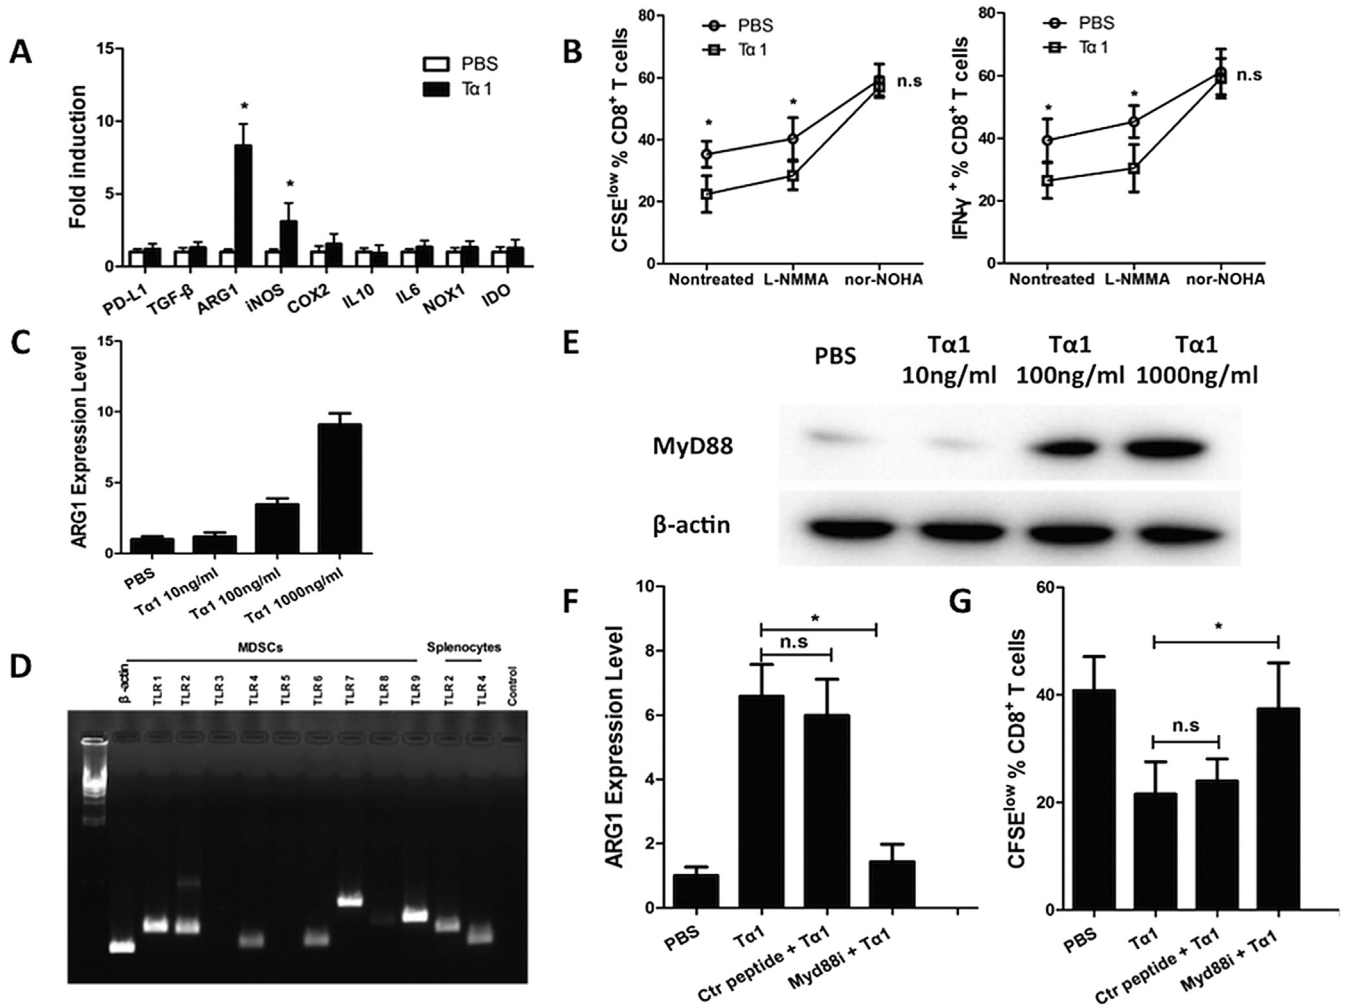 A
Fold induction
15
10
5
0
PBS
Tα 1
*
*
PD-L1
TGF-β
ARG1
iNOS
COX2
IL10
IL6
NOX1
IDO
B
CFSElow % CD8+ T cells
80
60
40
20
0
PBS
Tα 1
*
*
n.s
Nontreated
L-NMMA
nor-NOHA
IFN-γ + % CD8+ T cells
80
60
40
20
0
PBS
Tα 1
*
*
n.s
Nontreated
L-NMMA
nor-NOHA
C
ARG1 Expression Level
15
10
5
0
PBS
Tα1 10ng/ml
Tα1 100ng/ml
Tα1 1000ng/ml
E
PBS
Tα1
10ng/ml
Tα1
100ng/ml
Tα1
1000ng/ml
MyD88
β-actin
D
MDSCs
Splenocytes
β-actin
TLR1
TLR2
TLR3
TLR4
TLR5
TLR6
TLR7
TLR8
TLR9
TLR2
TLR4
Control
F
ARG1 Expression Level
10
8
6
4
2
0
*
n.s
PBS
Tα1
Ctr peptide + Tα1
Myd88i + Tα1
G
CFSElow % CD8+ T cells
60
40
20
0
*
n.s
PBS
Tα1
Ctr peptide + Tα1
Myd88i + Tα1